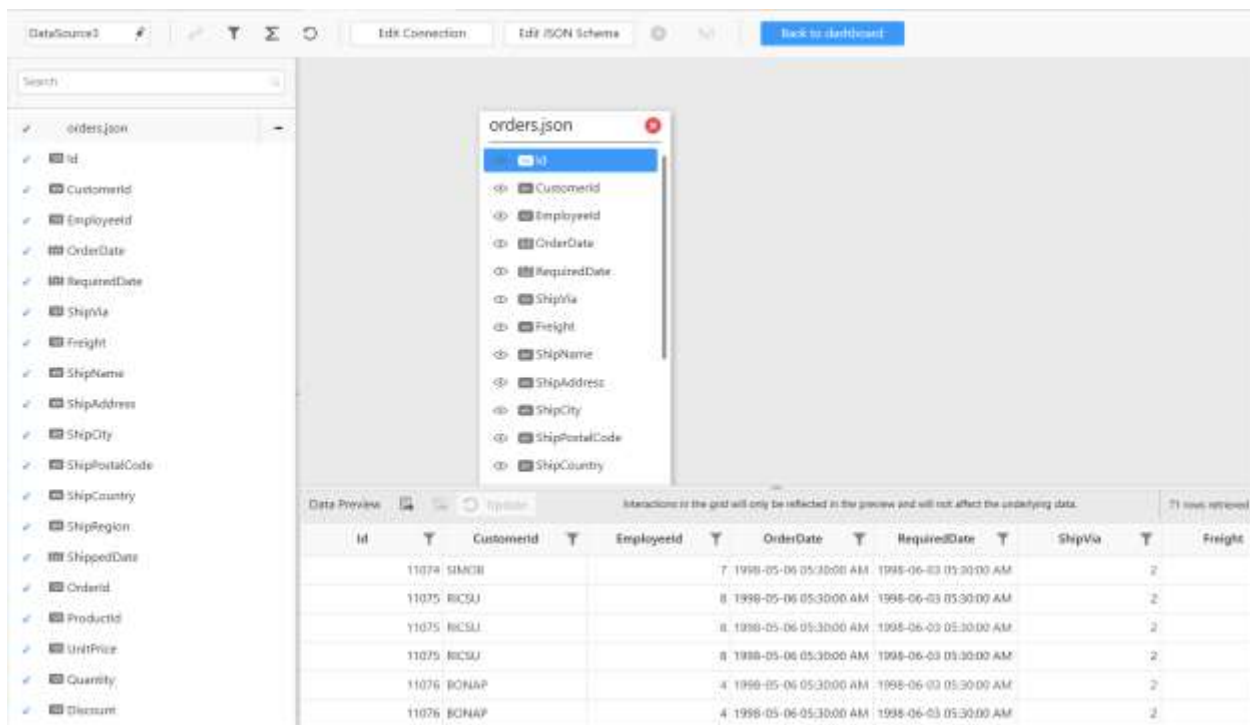 DataSource3 Edit Connection Edit JSON Schema Back to dashboard
Search
orders.json
Id
CustomerId
EmployeeId
OrderDate
RequiredDate
ShipVia
Freight
ShipName
ShipAddress
ShipCity
ShipPostalCode
ShipCountry
ShipRegion
ShippedDate
OrderId
ProductId
UnitPrice
Quantity
Discount
orders.json
Id
CustomerId
EmployeeId
OrderDate
RequiredDate
ShipVia
Freight
ShipName
ShipAddress
ShipCity
ShipPostalCode
ShipCountry
Data Preview Update Interactions in the grid will only be reflected in the preview and will not affect the underlying data. 71 rows retrieved
Id CustomerId EmployeeId OrderDate RequiredDate ShipVia Freight
11074 SIMOB 7 1998-05-06 05:30:00 AM 1998-06-03 05:30:00 AM 2
11075 RICSU 8 1998-05-06 05:30:00 AM 1998-06-03 05:30:00 AM 2
11075 RICSU 8 1998-05-06 05:30:00 AM 1998-06-03 05:30:00 AM 2
11075 RICSU 8 1998-05-06 05:30:00 AM 1998-06-03 05:30:00 AM 2
11076 BONAP 4 1998-05-06 05:30:00 AM 1998-06-03 05:30:00 AM 2
11076 BONAP 4 1998-05-06 05:30:00 AM 1998-06-03 05:30:00 AM 2